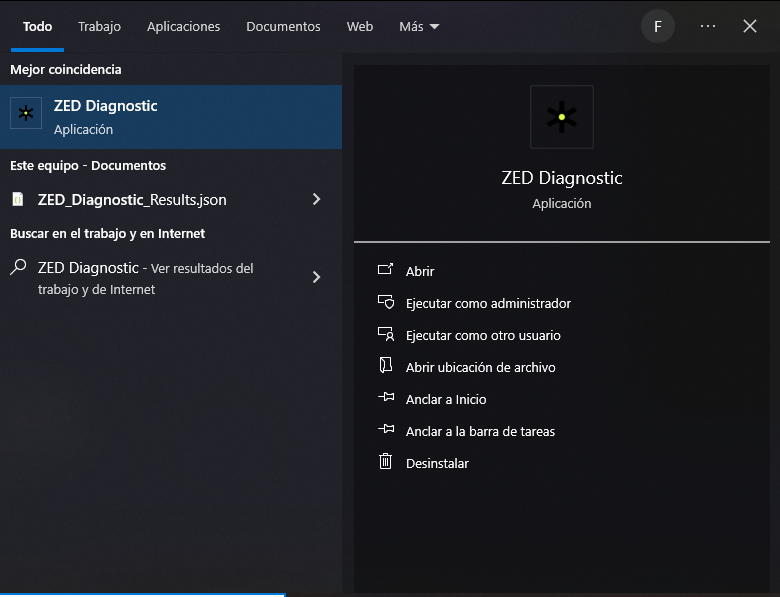 Todo Trabajo Aplicaciones Documentos Web Más F ...
Mejor coincidencia
ZED Diagnostic
Aplicación
Este equipo - Documentos
ZED_Diagnostic_Results.json
Buscar en el trabajo y en Internet
ZED Diagnostic - Ver resultados del
trabajo y de Internet
ZED Diagnostic
Aplicación
Abrir
Ejecutar como administrador
Ejecutar como otro usuario
Abrir ubicación de archivo
Anclar a Inicio
Anclar a la barra de tareas
Desinstalar